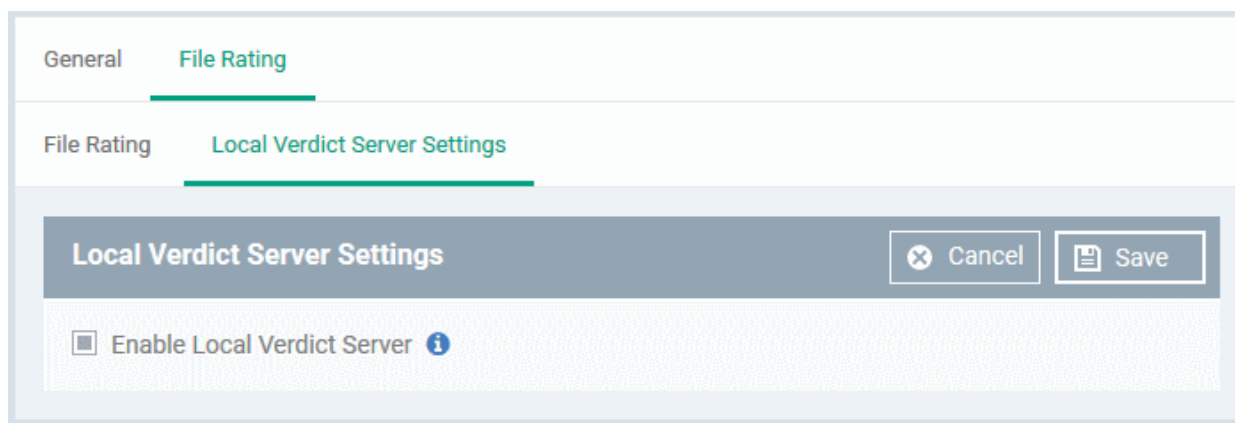 General File Rating
File Rating Local Verdict Server Settings
Local Verdict Server Settings Cancel Save
Enable Local Verdict Server